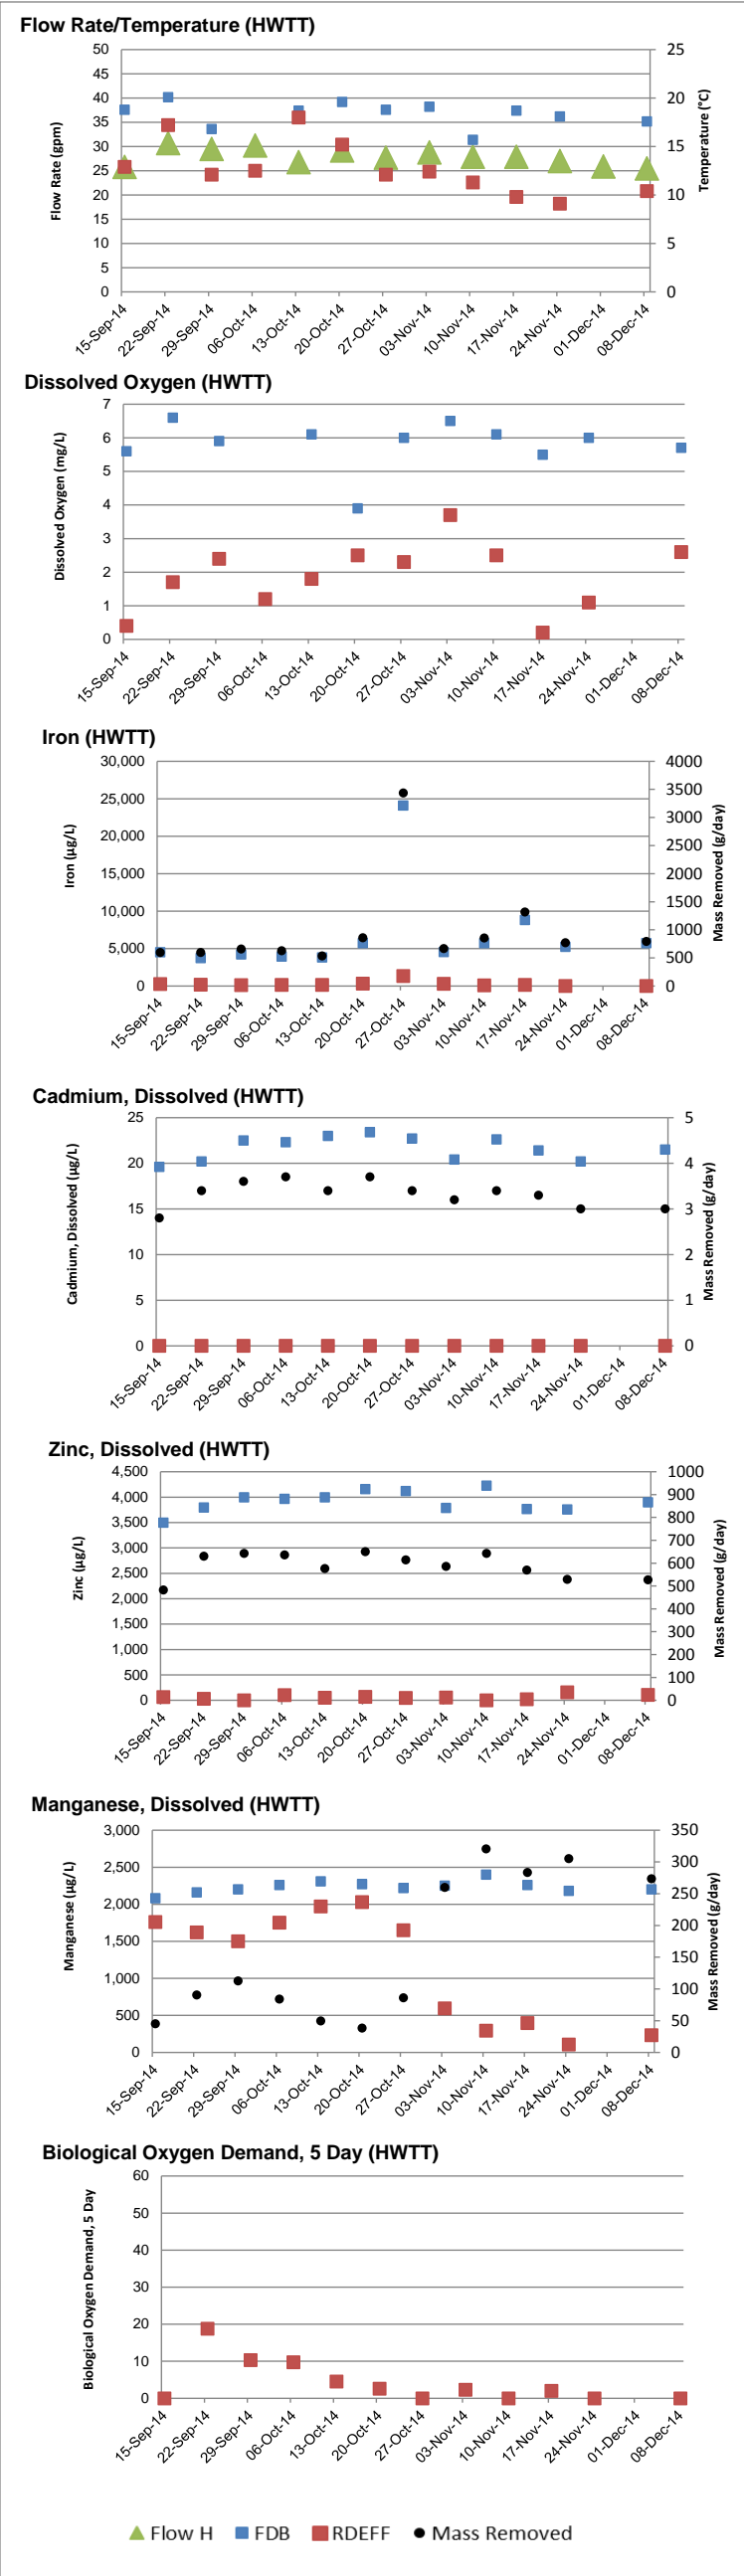 Flow Rate/Temperature (HWTT)
50
45
40
35
30
25
20
15
10
5
0
Flow Rate (gpm)
25
20
15
10
5
0
Temperature (°C)
15-Sep-14
22-Sep-14
29-Sep-14
06-Oct-14
13-Oct-14
20-Oct-14
27-Oct-14
03-Nov-14
10-Nov-14
17-Nov-14
24-Nov-14
01-Dec-14
08-Dec-14
Dissolved Oxygen (HWTT)
7
6
5
4
3
2
1
0
Dissolved Oxygen (mg/L)
15-Sep-14
22-Sep-14
29-Sep-14
06-Oct-14
13-Oct-14
20-Oct-14
27-Oct-14
03-Nov-14
10-Nov-14
17-Nov-14
24-Nov-14
01-Dec-14
08-Dec-14
Iron (HWTT)
30,000
25,000
20,000
15,000
10,000
5,000
0
Iron (µg/L)
4000
3500
3000
2500
2000
1500
1000
500
0
Mass Removed (g/day)
15-Sep-14
22-Sep-14
29-Sep-14
06-Oct-14
13-Oct-14
20-Oct-14
27-Oct-14
03-Nov-14
10-Nov-14
17-Nov-14
24-Nov-14
01-Dec-14
08-Dec-14
Cadmium, Dissolved (HWTT)
25
20
15
10
5
0
Cadmium, Dissolved (µg/L)
5
4
3
2
1
0
Mass Removed (g/day)
15-Sep-14
22-Sep-14
29-Sep-14
06-Oct-14
13-Oct-14
20-Oct-14
27-Oct-14
03-Nov-14
10-Nov-14
17-Nov-14
24-Nov-14
01-Dec-14
08-Dec-14
Zinc, Dissolved (HWTT)
4,500
4,000
3,500
3,000
2,500
2,000
1,500
1,000
500
0
Zinc (µg/L)
1000
900
800
700
600
500
400
300
200
100
0
Mass Removed (g/day)
15-Sep-14
22-Sep-14
29-Sep-14
06-Oct-14
13-Oct-14
20-Oct-14
27-Oct-14
03-Nov-14
10-Nov-14
17-Nov-14
24-Nov-14
01-Dec-14
08-Dec-14
Manganese, Dissolved (HWTT)
3,000
2,500
2,000
1,500
1,000
500
0
Manganese (µg/L)
350
300
250
200
150
100
50
0
Mass Removed (g/day)
15-Sep-14
22-Sep-14
29-Sep-14
06-Oct-14
13-Oct-14
20-Oct-14
27-Oct-14
03-Nov-14
10-Nov-14
17-Nov-14
24-Nov-14
01-Dec-14
08-Dec-14
Biological Oxygen Demand, 5 Day (HWTT)
60
50
40
30
20
10
0
Biological Oxygen Demand, 5 Day
15-Sep-14
22-Sep-14
29-Sep-14
06-Oct-14
13-Oct-14
20-Oct-14
27-Oct-14
03-Nov-14
10-Nov-14
17-Nov-14
24-Nov-14
01-Dec-14
08-Dec-14
Flow H FDB RDEFF Mass Removed